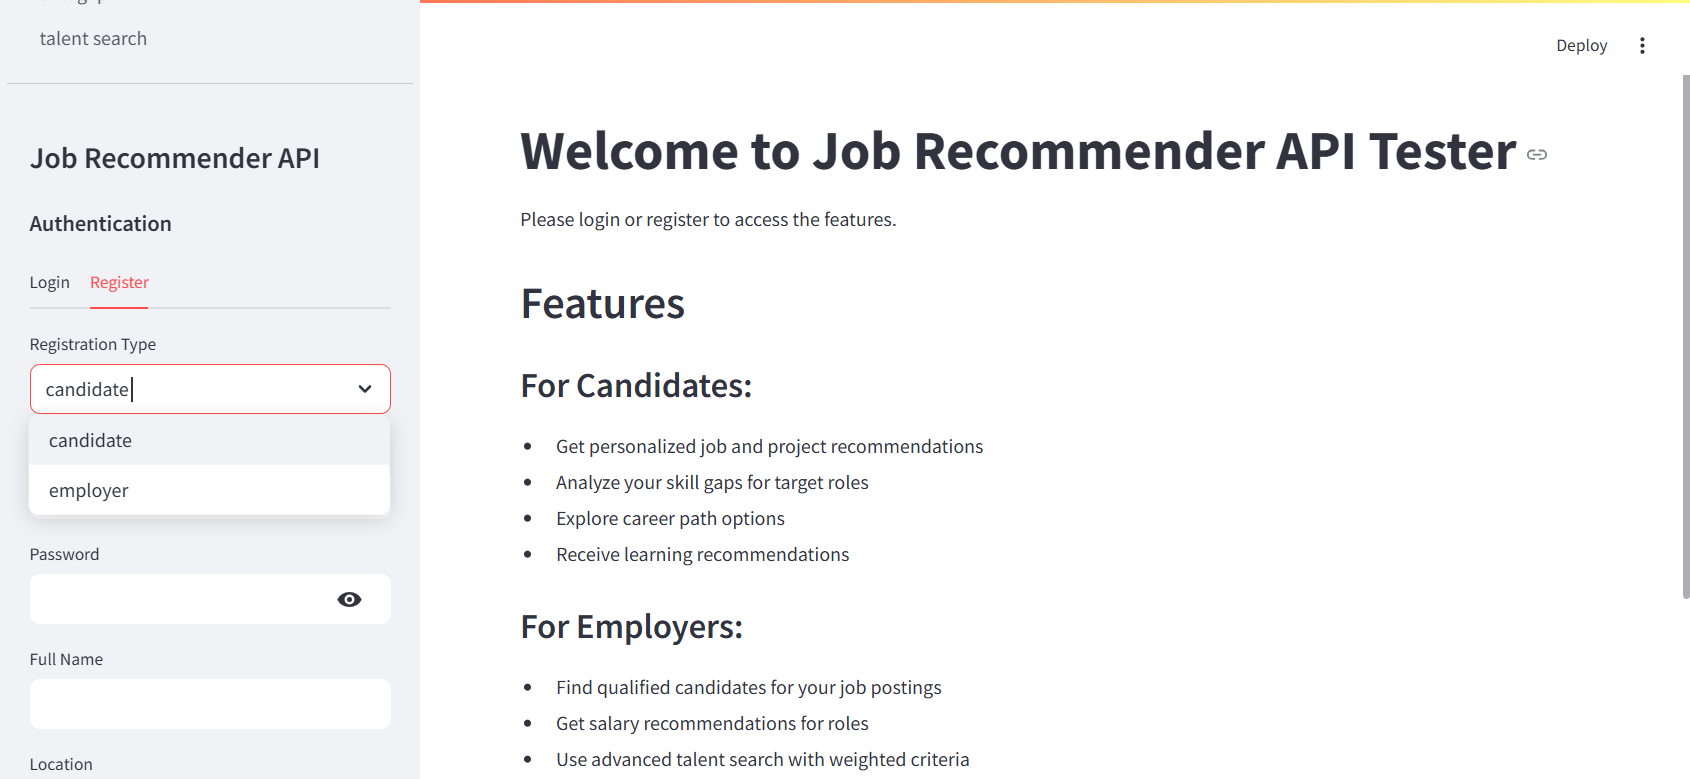 talent search
Job Recommender API
Authentication
Login Register
Registration Type
candidate
candidate
employer
Password
Full Name
Location
Deploy
Welcome to Job Recommender API Tester
Please login or register to access the features.
Features
For Candidates:
• Get personalized job and project recommendations
• Analyze your skill gaps for target roles
• Explore career path options
• Receive learning recommendations
For Employers:
• Find qualified candidates for your job postings
• Get salary recommendations for roles
• Use advanced talent search with weighted criteria